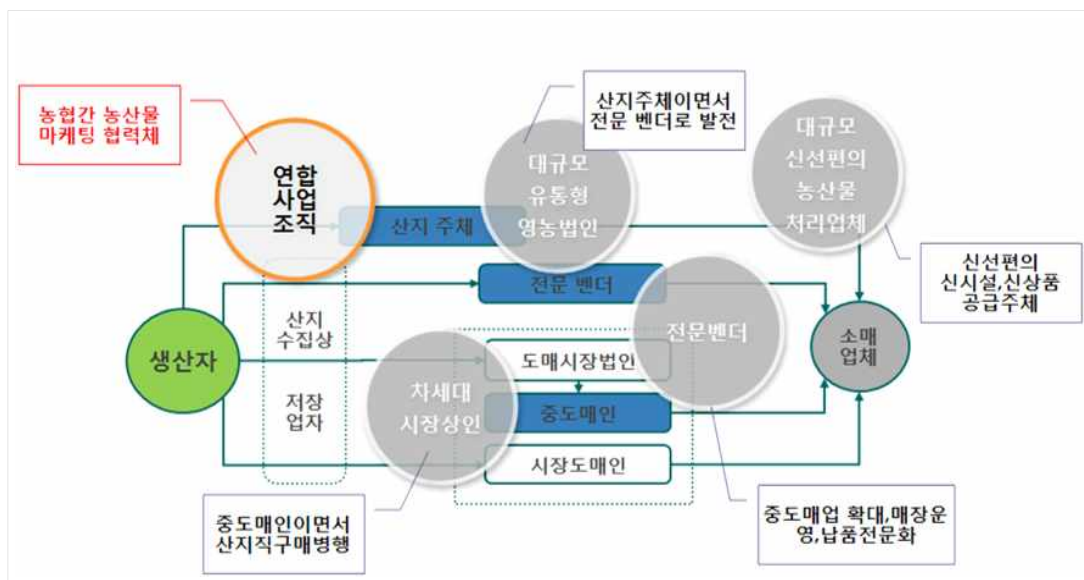 농협간 농산물
마케팅 협력체
연합
사업
조직
산지 주체
산지주체이면서
전문 벤더로 발전
대규모
유통형
영농법인
대규모
신선편의
농산물
처리업체
신선편의
신시설,신상품
공급주체
전문 벤더
생산자
산지
수집상
저장
업자
도매시장법인
중도매인
시장도매인
차세대
시장상인
전문벤더
소매
업체
중도매인이면서
산지직구매병행
중도매업 확대,매장운
영,납품전문화